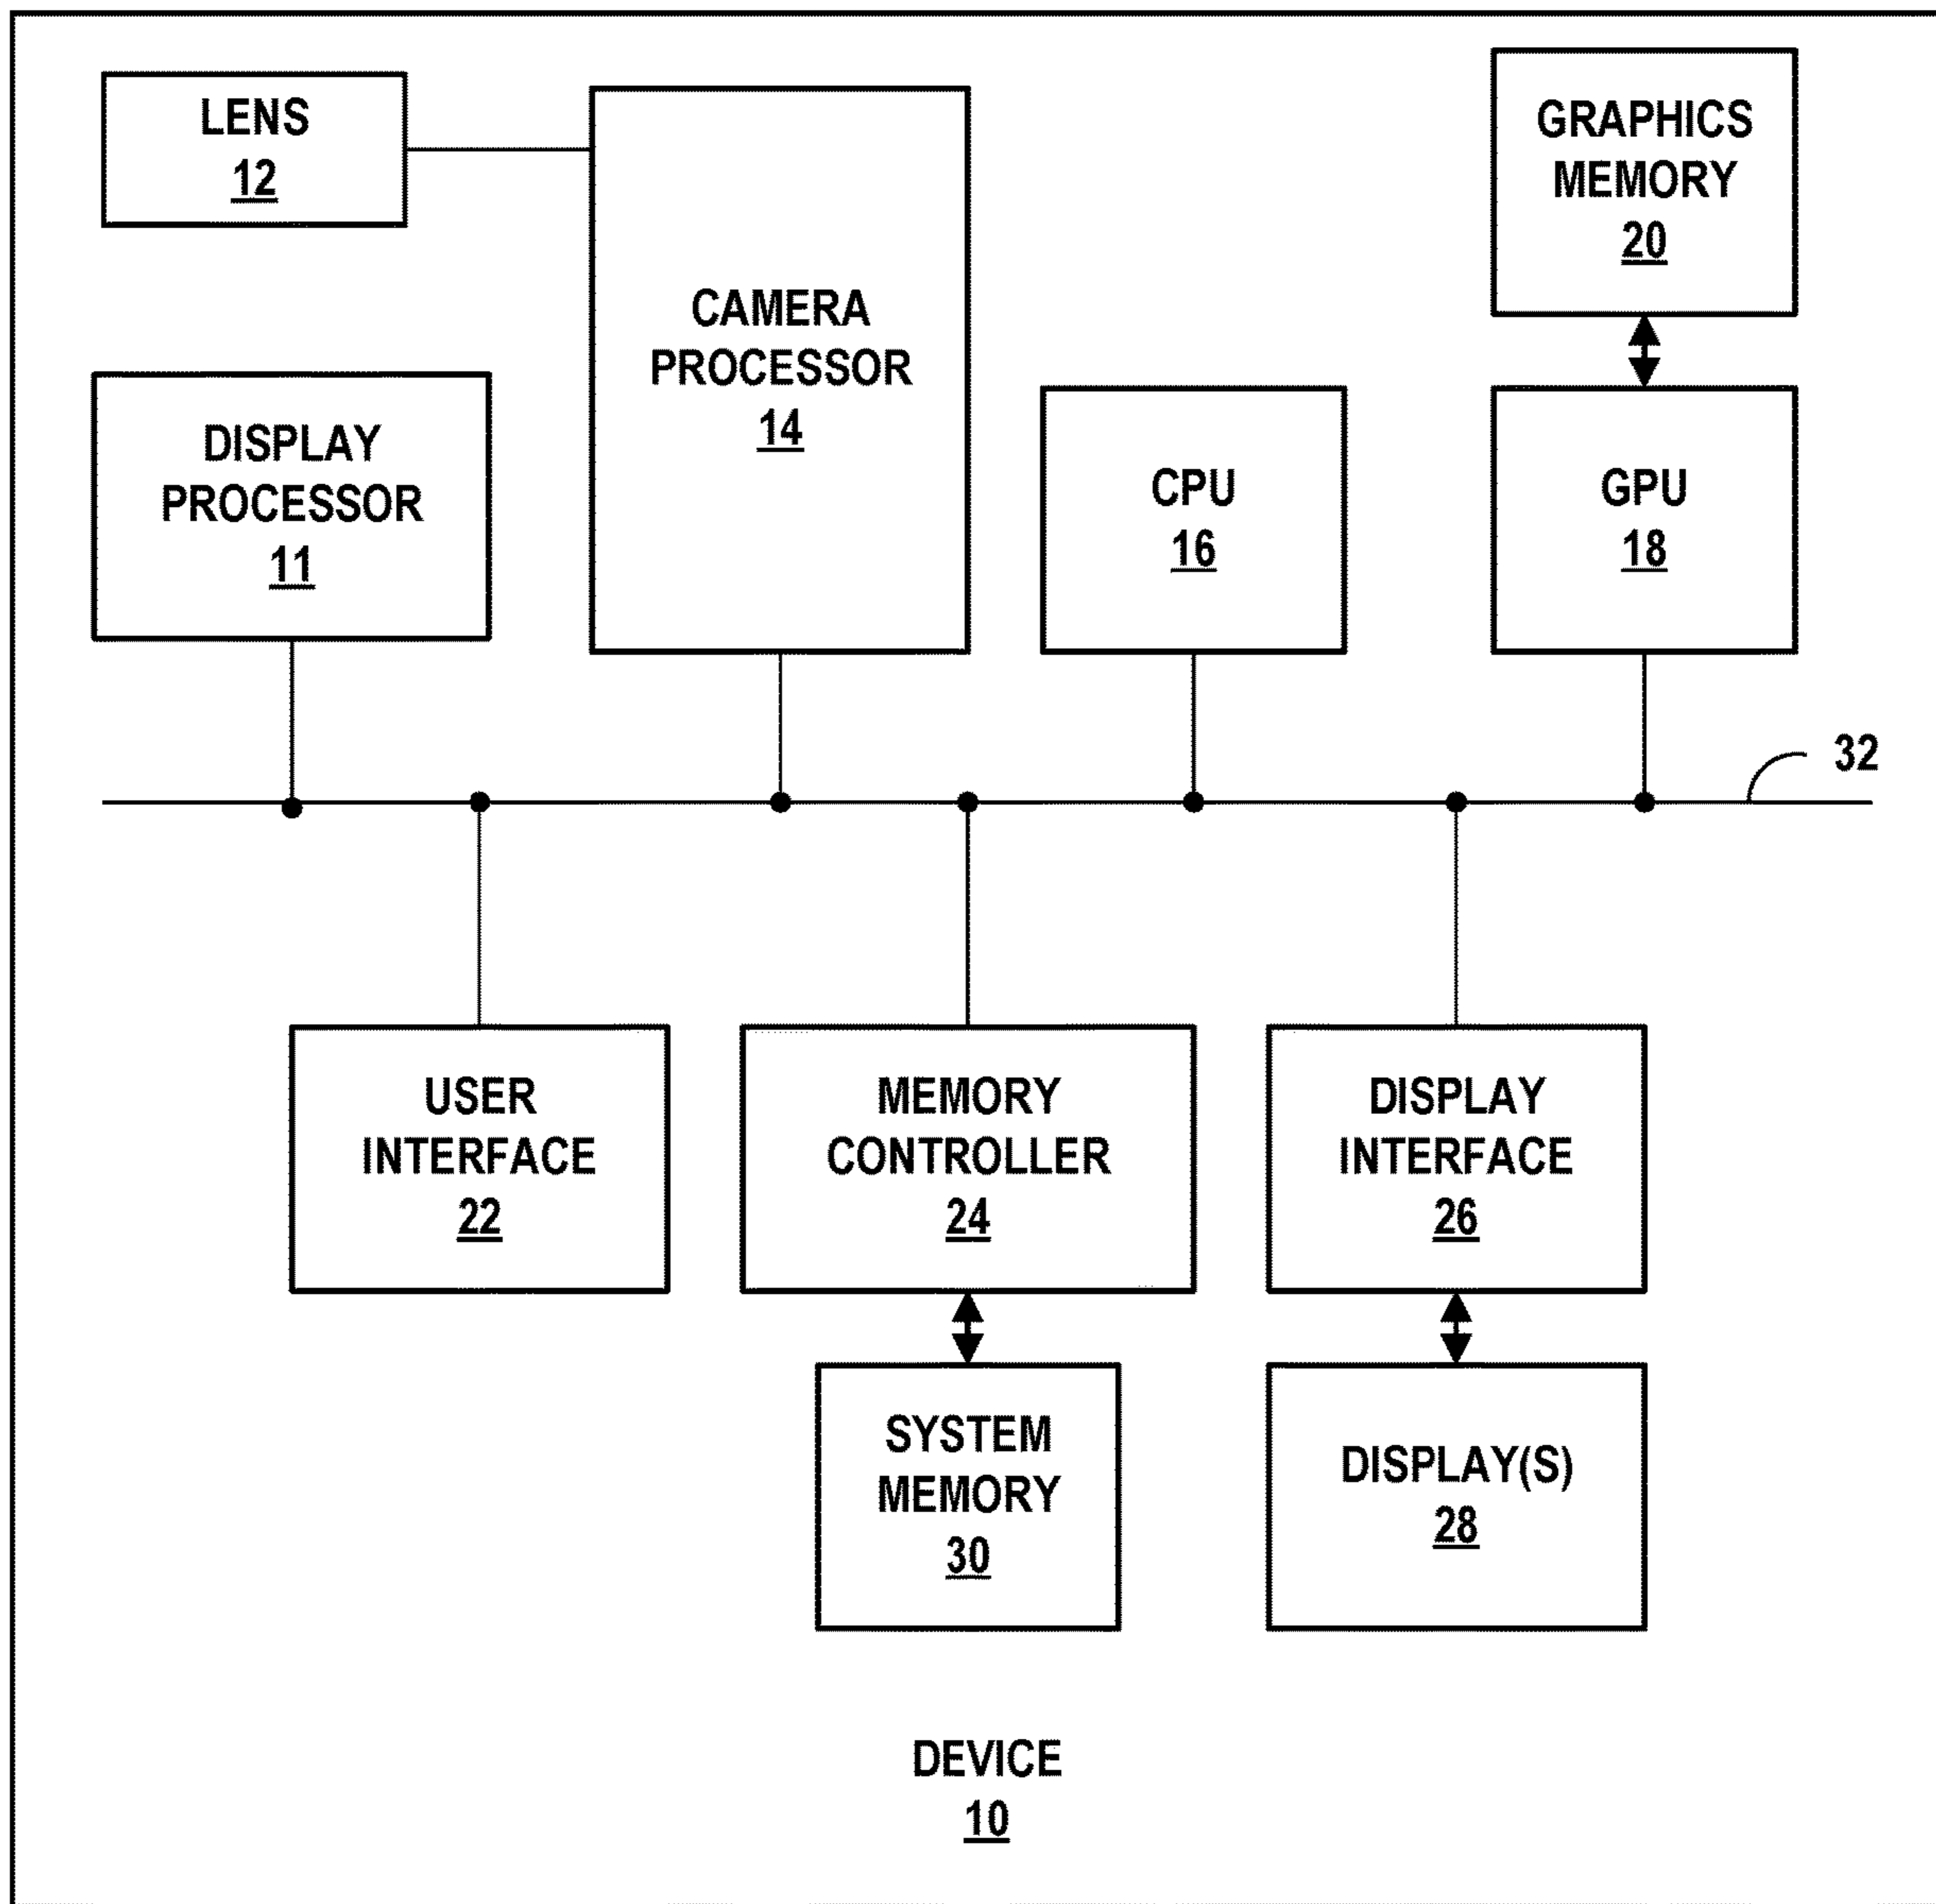 LENS
12
CAMERA
PROCESSOR
14
GRAPHICS
MEMORY
20
DISPLAY
PROCESSOR
11
CPU
16
GPU
18
32
USER
INTERFACE
22
MEMORY
CONTROLLER
24
DISPLAY
INTERFACE
26
SYSTEM
MEMORY
30
DISPLAY(S)
28
DEVICE
10